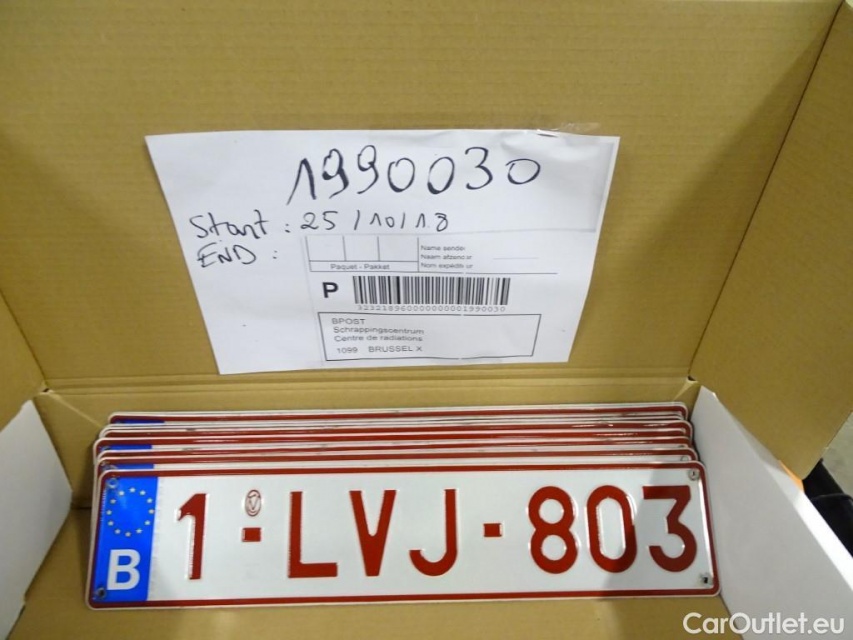 1990030
Start : 25/10/18
END :
Name sender
Naam afzender
Nom expéditeur
Paquet - Pakket
P
32321896000000000001990030
BPOST
Schrappingscentrum
Centre de radiations
1099 BRUSSEL X
B 1-LVJ-803
CarOutlet.eu